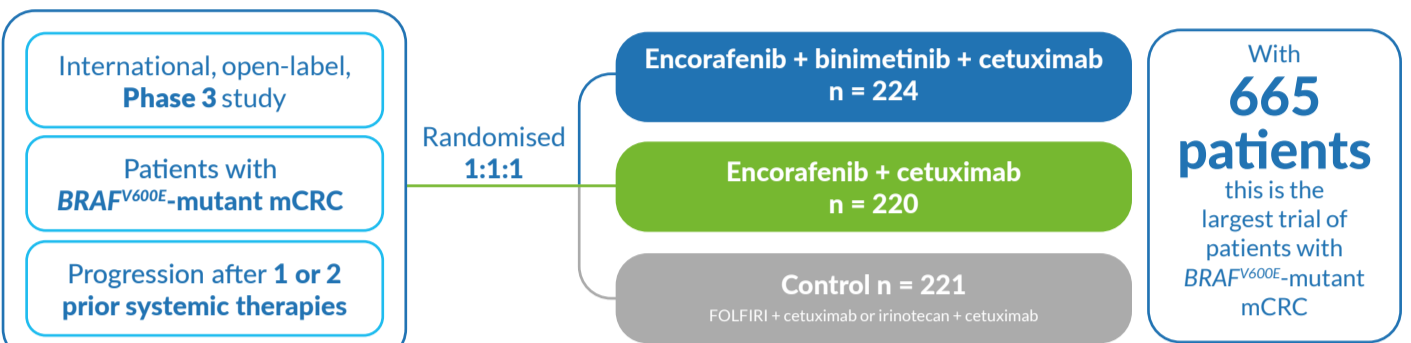 International, open-label,
Phase 3 study
Patients with
BRAFV600E-mutant mCRC
Progression after 1 or 2
prior systemic therapies
Randomised
1:1:1
Encorafenib + binimetinib + cetuximab
n = 224
Encorafenib + cetuximab
n = 220
Control n = 221
FOLFIRI + cetuximab or irinotecan + cetuximab
With
665
patients
this is the
largest trial of
patients with
BRAFV600E-mutant
mCRC